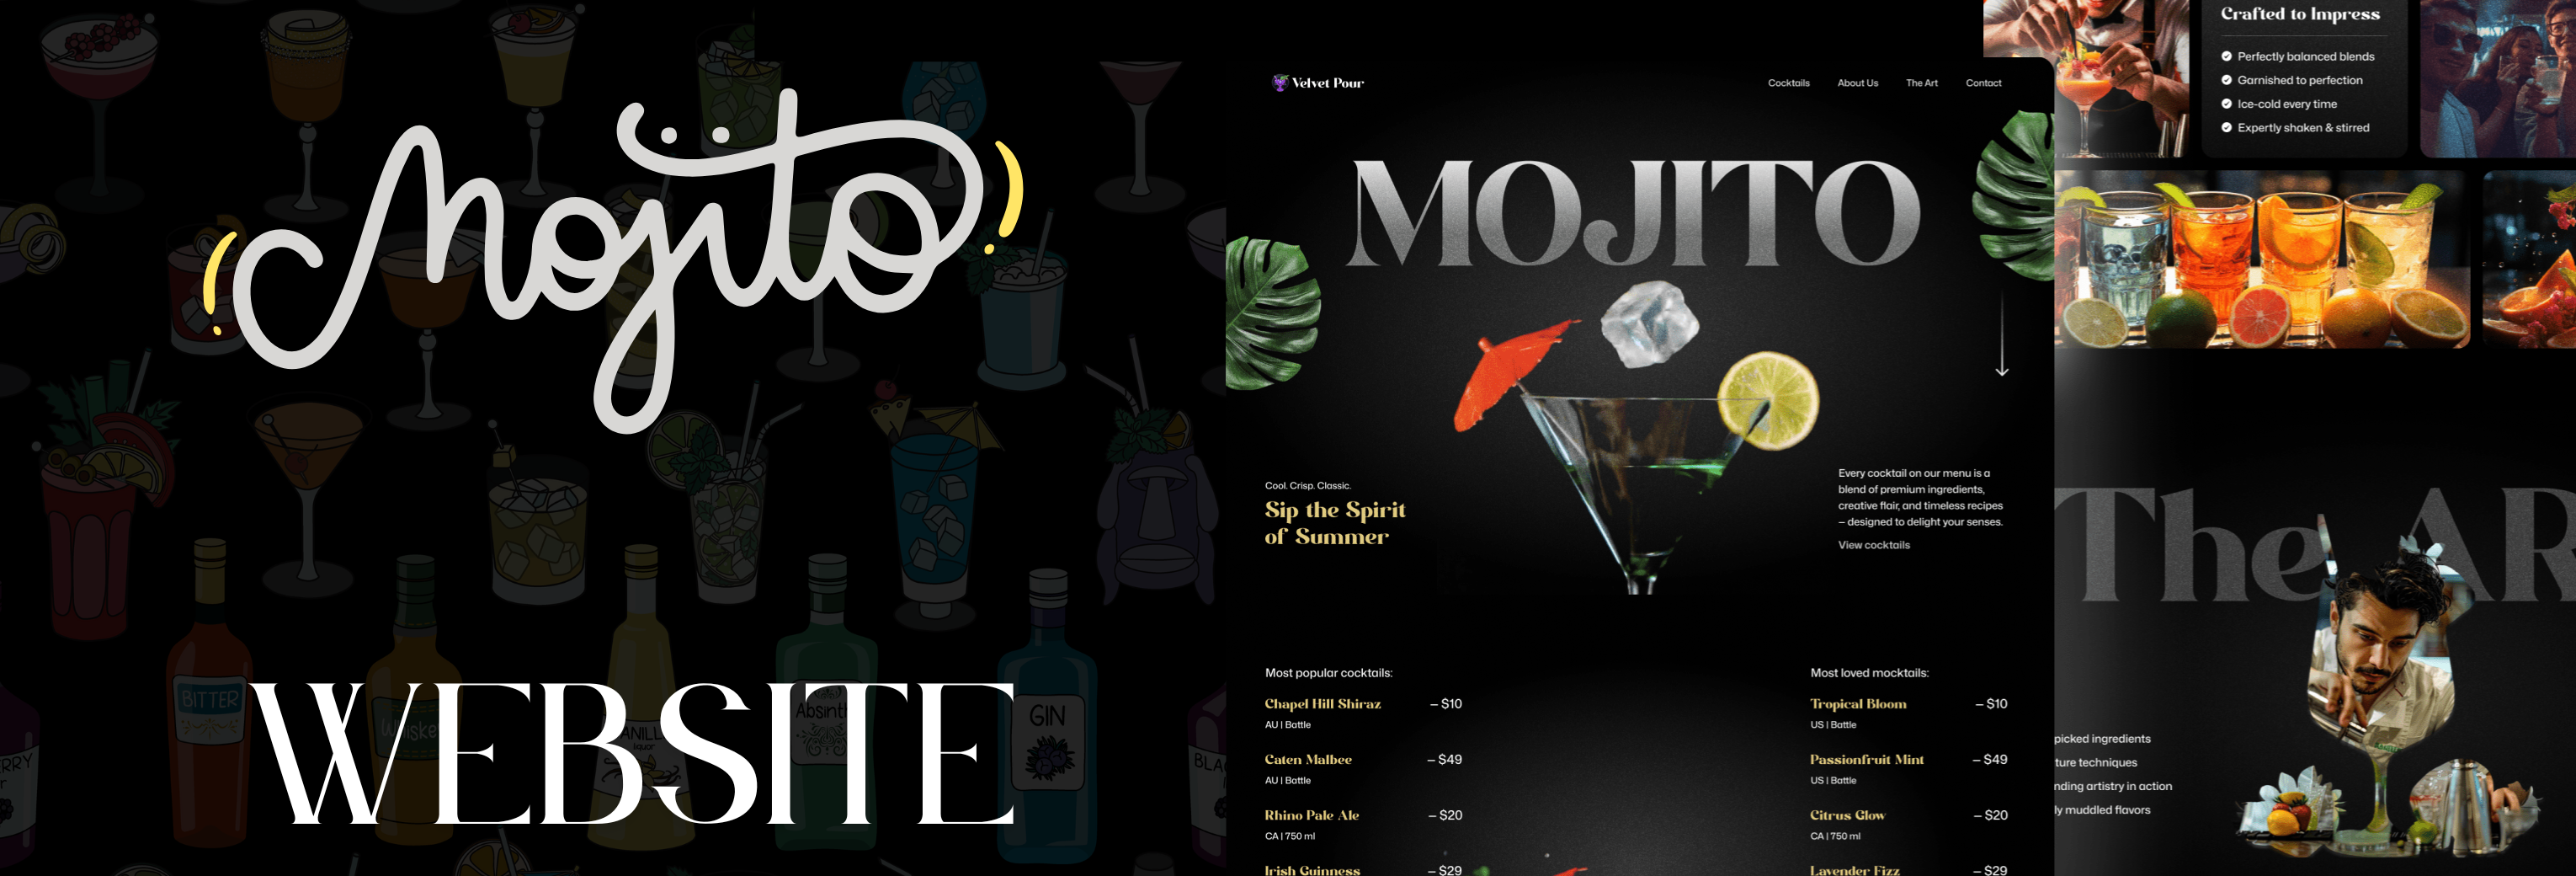 Mojito
WEBSITE
BITTER
Whiskey
VANILL
liquor
Absinth
GIN
Velvet Pour
Cocktails
About Us
The Art
Contact
MOJITO
Cool. Crisp. Classic.
Sip the Spirit
of Summer
Every cocktail on our menu is a
blend of premium ingredients,
creative flair, and timeless recipes
– designed to delight your senses.
View cocktails
Most popular cocktails:
Chapel Hill Shiraz – $10
AU | Battle
Caten Malbee – $49
AU | Battle
Rhino Pale Ale – $20
CA | 750 ml
Irish Guinness – $29
Most loved mocktails:
Tropical Bloom – $10
US | Battle
Passionfruit Mint – $49
US | Battle
Citrus Glow – $20
CA | 750 ml
Lavender Fizz – $29
Crafted to Impress
Perfectly balanced blends
Garnished to perfection
Ice-cold every time
Expertly shaken & stirred
The AR
picked ingredients
ture techniques
nding artistry in action
ly muddled flavors